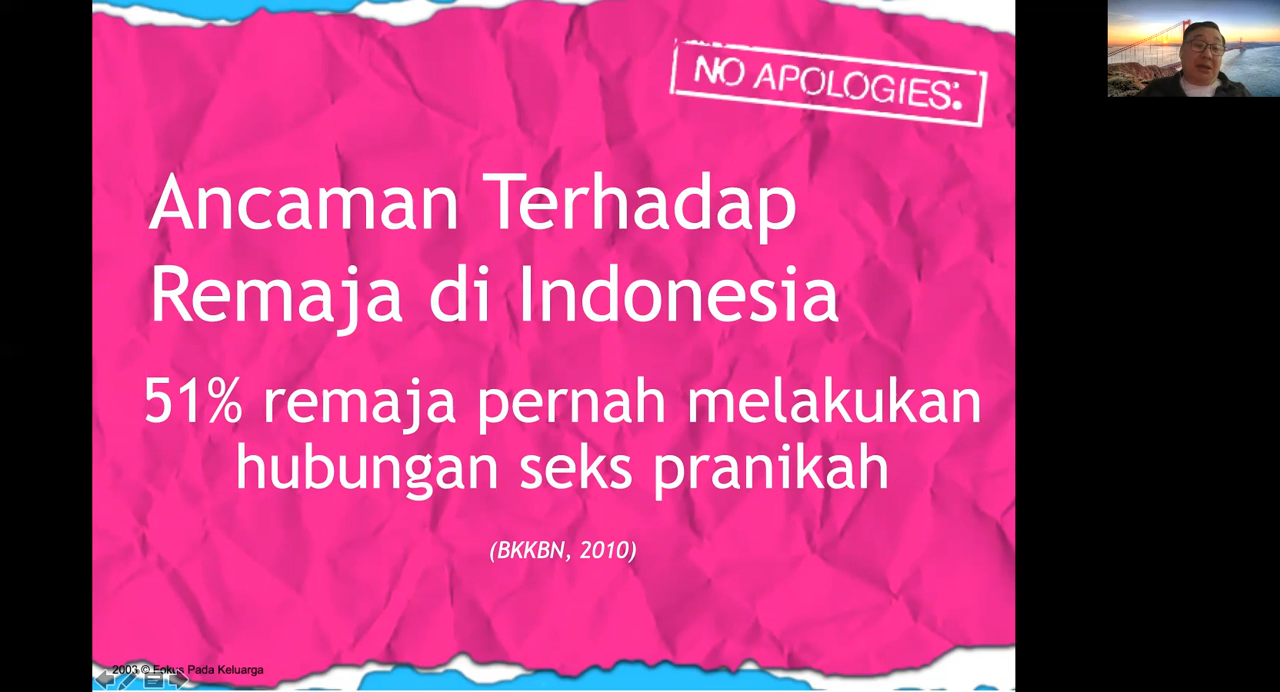 NO APOLOGIES:
Ancaman Terhadap
Remaja di Indonesia
51% remaja pernah melakukan
hubungan seks pranikah
(BKKBN, 2010)
© Fokus Pada Keluarga